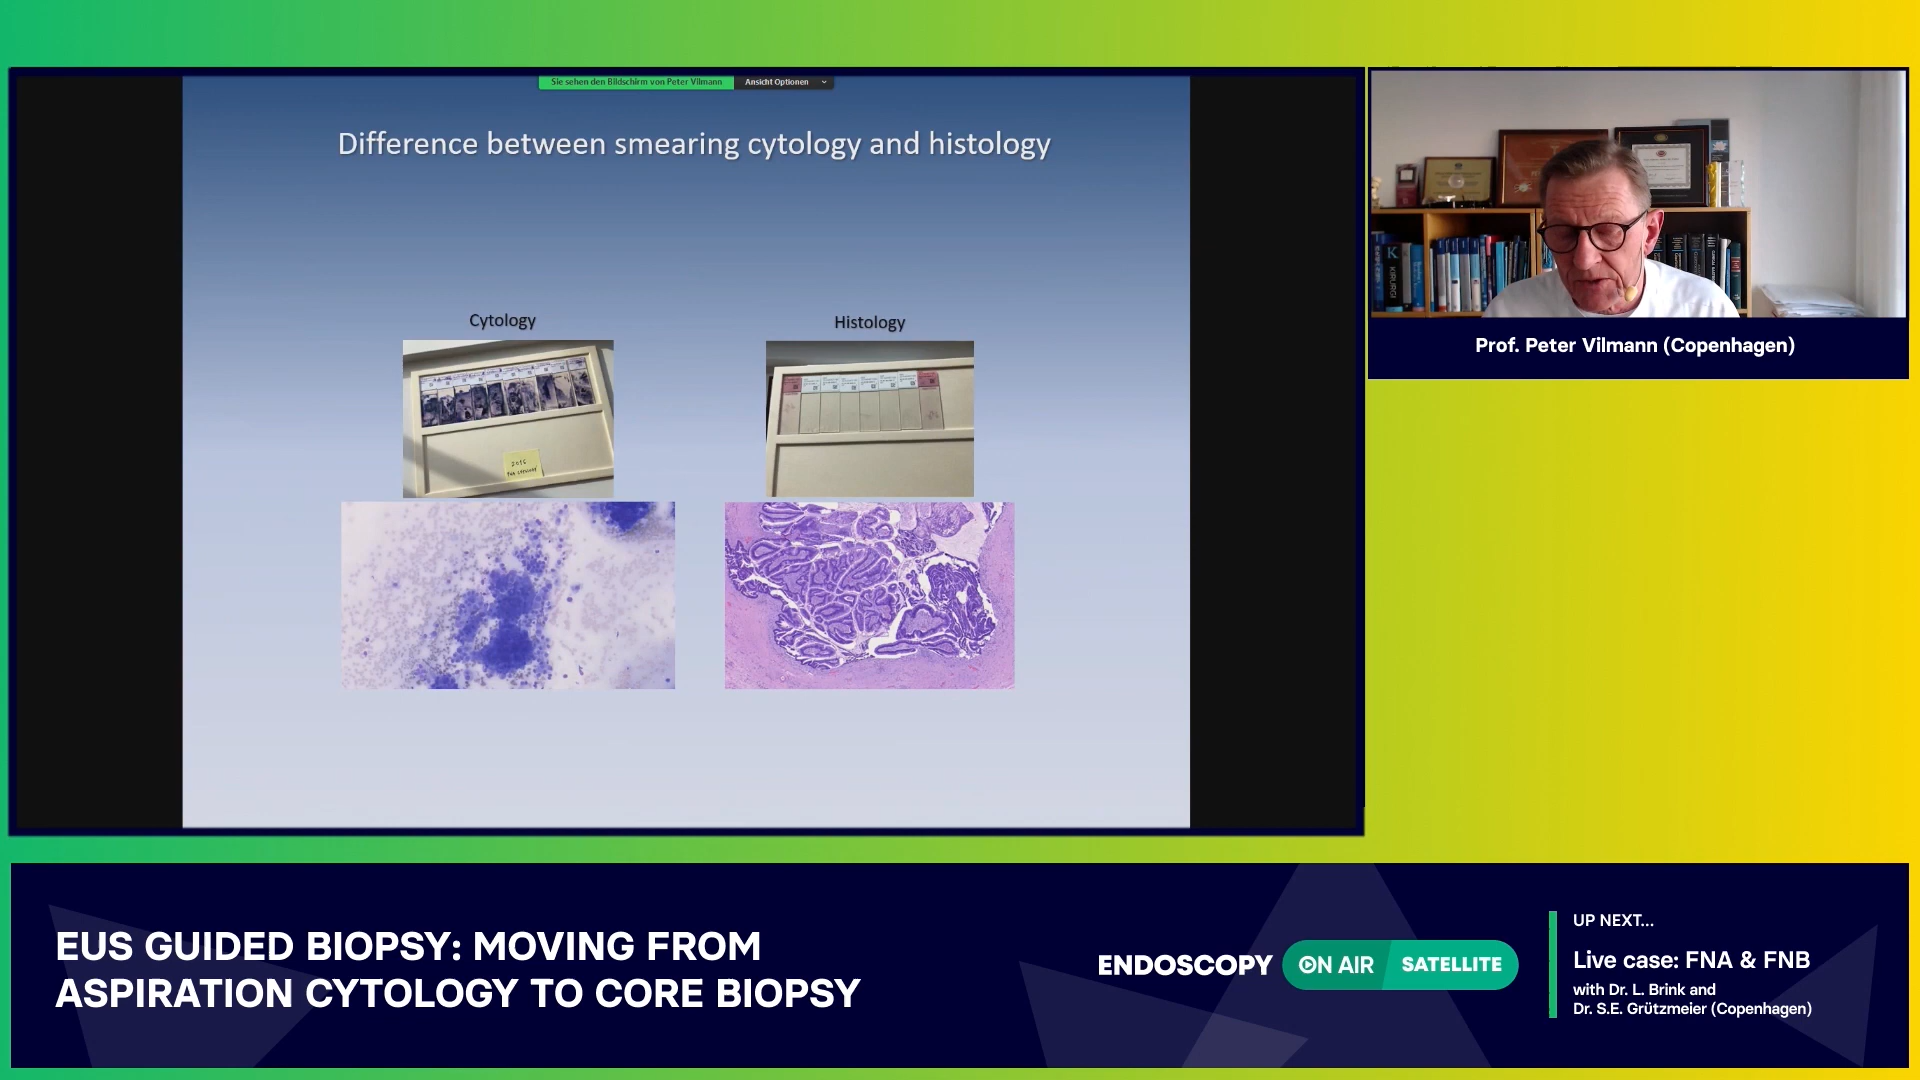 Sie sehen den Bildschirm von Peter Vilmann
Ansicht Optionen
Difference between smearing cytology and histology
Cytology
Histology
KIRURGI
Prof. Peter Vilmann (Copenhagen)
EUS GUIDED BIOPSY: MOVING FROM
ASPIRATION CYTOLOGY TO CORE BIOPSY
ENDOSCOPY ON AIR SATELLITE
UP NEXT...
Live case: FNA & FNB
with Dr. L. Brink and
Dr. S.E. Grützmeier (Copenhagen)